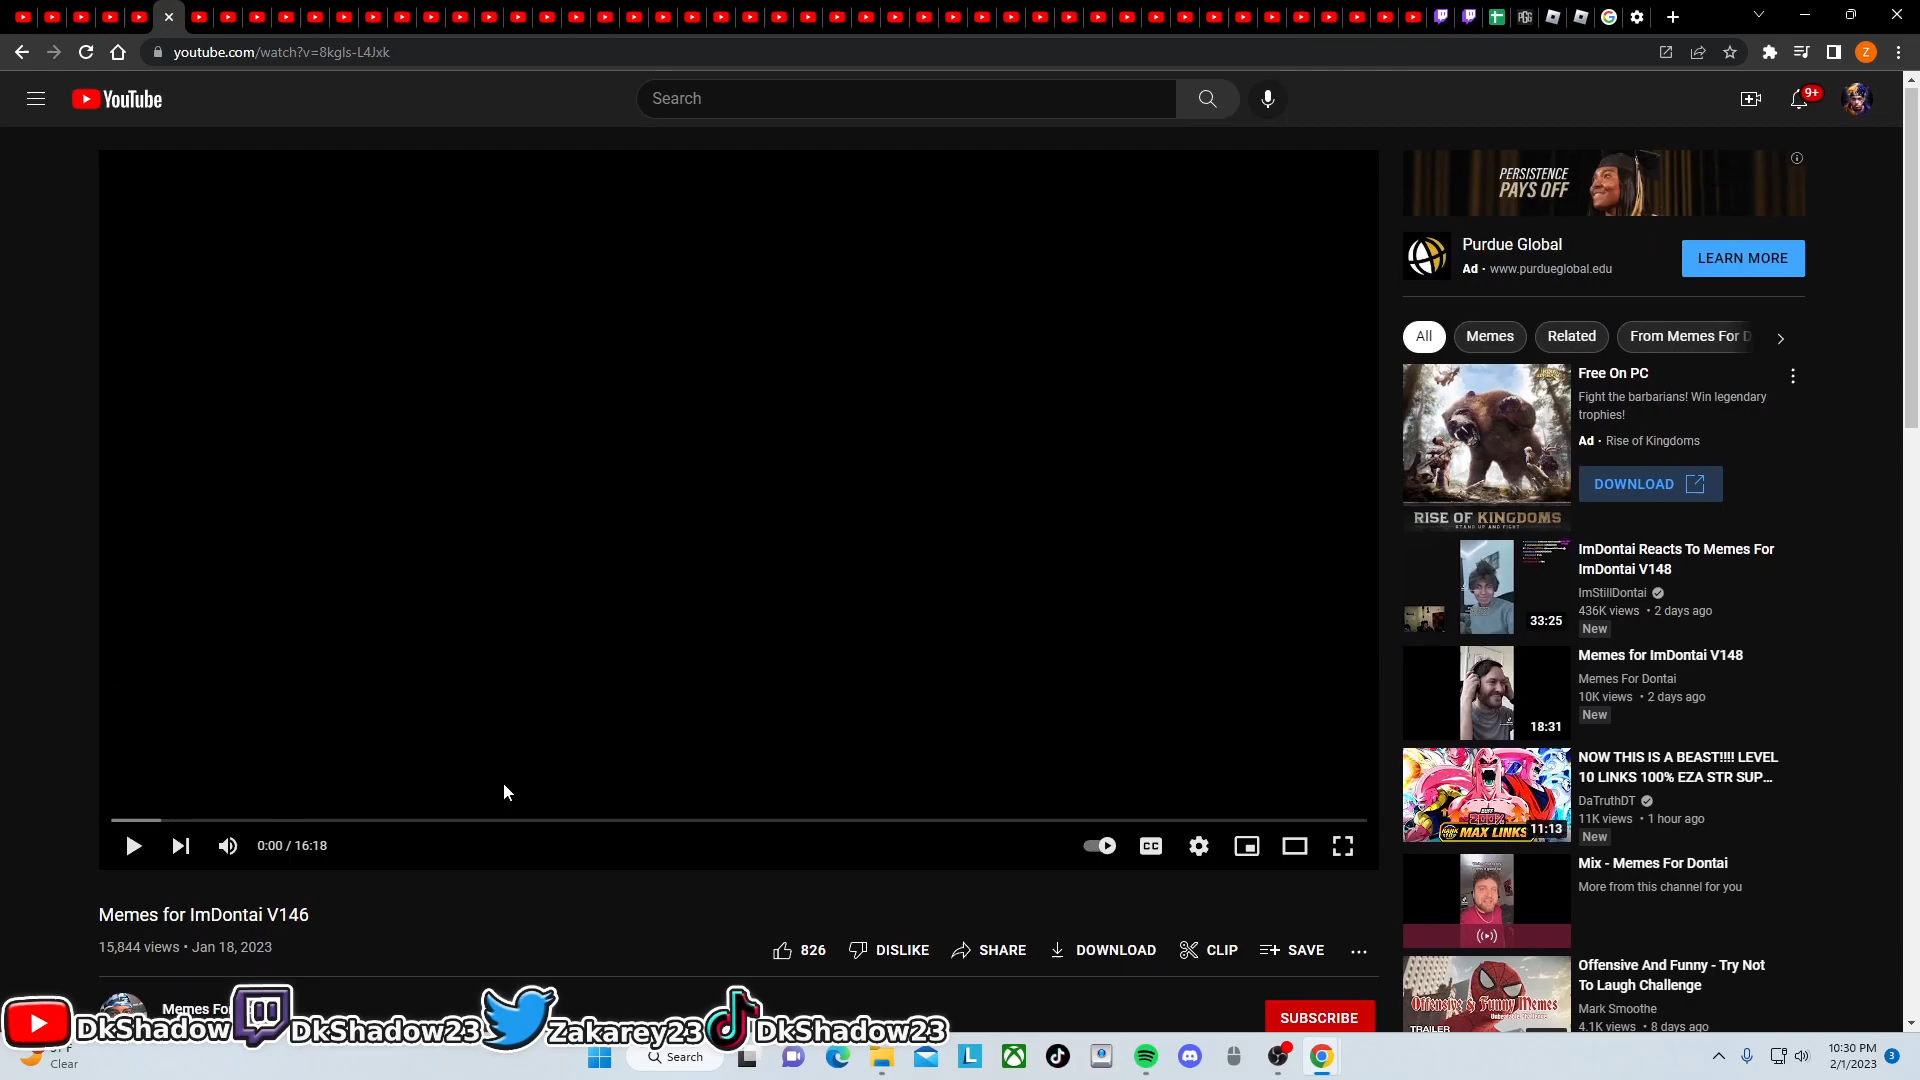 youtube.com/watch?v=8kgls-L4Jxk
Z
YouTube
Search
9+
PERSISTENCE
PAYS OFF
Purdue Global
Ad · www.purdueglobal.edu
LEARN MORE
All
Memes
Related
From Memes For D
Free On PC
Fight the barbarians! Win legendary
trophies!
Ad · Rise of Kingdoms
DOWNLOAD
RISE OF KINGDOMS
ImDontai Reacts To Memes For
ImDontai V148
ImStillDontai
436K views • 2 days ago
New
33:25
Memes for ImDontai V148
Memes For Dontai
10K views • 2 days ago
New
18:31
NOW THIS IS A BEAST!!!! LEVEL
10 LINKS 100% EZA STR SUP...
DaTruthDT
11K views • 1 hour ago
New
MAX LINKS
11:13
Mix - Memes For Dontai
More from this channel for you
Offensive And Funny - Try Not
To Laugh Challenge
Mark Smoothe
4.1K views • 8 days ago
Offensive & Funny Memes
TRAILER
0:00 / 16:18
CC
Memes for ImDontai V146
15,844 views • Jan 18, 2023
826
DISLIKE
SHARE
DOWNLOAD
CLIP
SAVE
Memes Fo
SUBSCRIBE
DkShadow
DkShadow23
Zakarey23
DkShadow23
Clear
Search
10:30 PM
2/1/2023
3